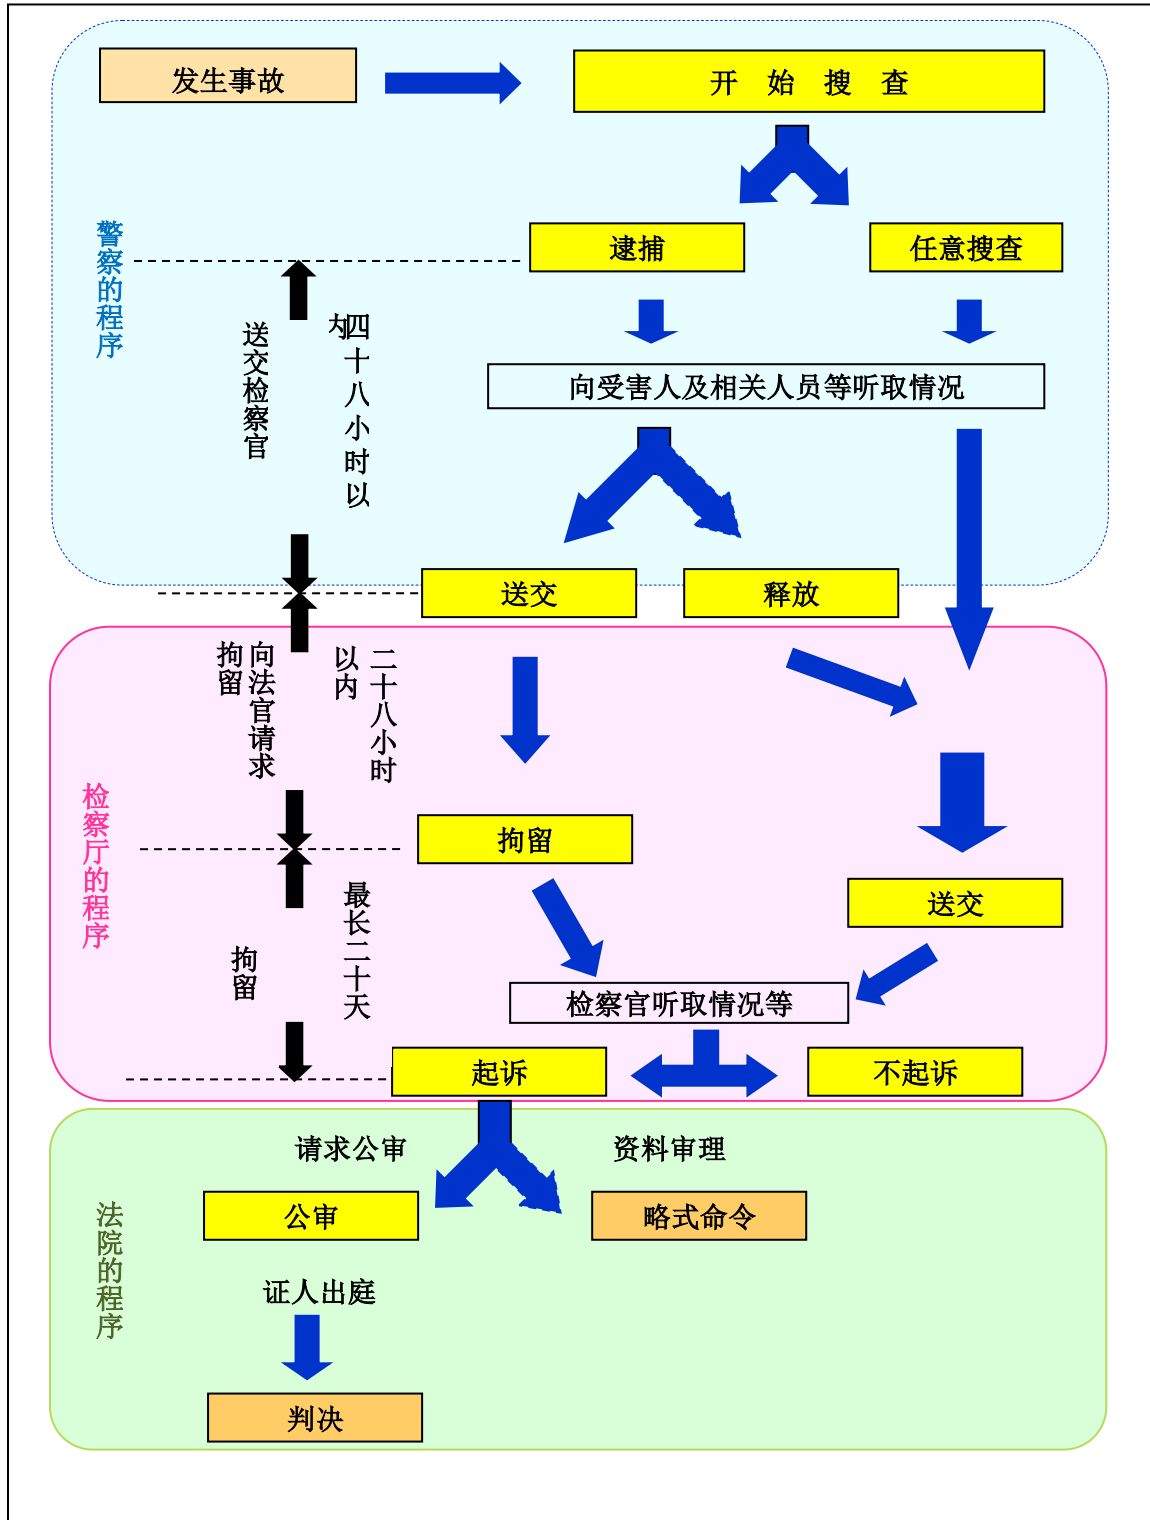 发生事故
开 始 搜 查
警察的程序
逮捕
任意搜查
送交检察官
四十八小时以
内
向受害人及相关人员等听取情况
送交
释放
检察厅的程序
向法官请求
拘留
二十八小时
以内
拘留
送交
拘留
最长二十天
检察官听取情况等
起诉
不起诉
法院的程序
请求公审
资料审理
公审
略式命令
证人出庭
判决